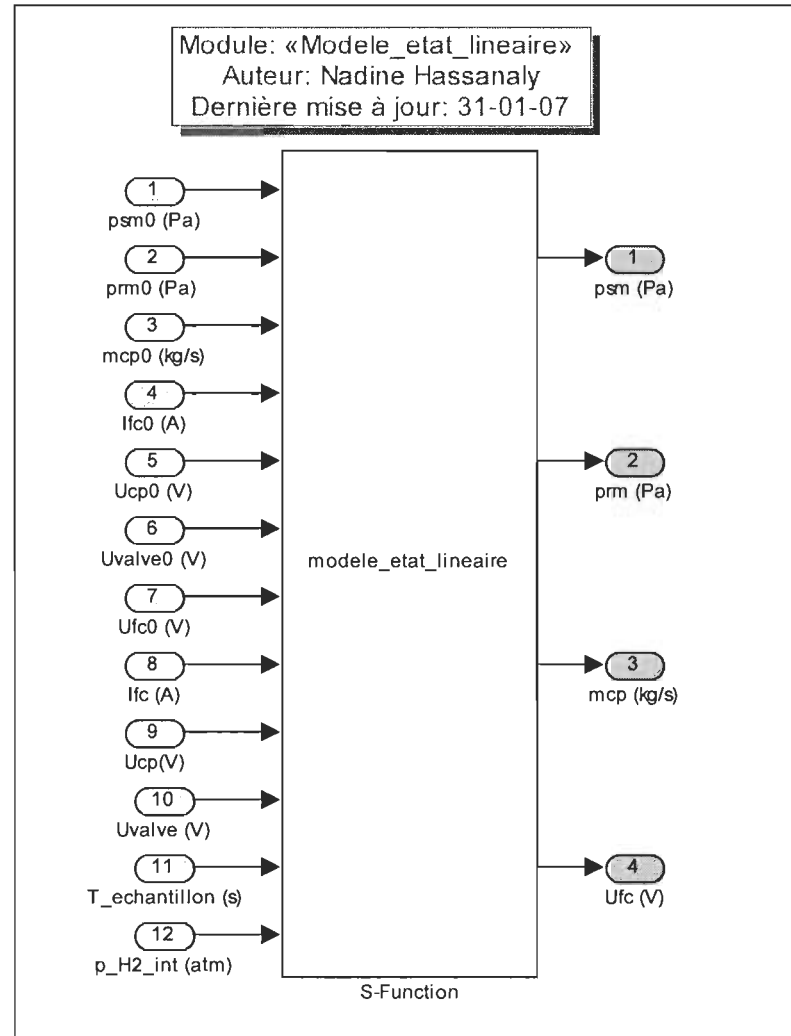 Module: «Modele_etat_lineaire»
Auteur: Nadine Hassanaly
Dernière mise à jour: 31-01-07
1
psm0 (Pa)
2
prm0 (Pa)
3
mcp0 (kg/s)
4
Ifc0 (A)
5
Ucp0 (V)
6
Uvalve0 (V)
7
Ufc0 (V)
8
Ifc (A)
9
Ucp(V)
10
Uvalve (V)
11
T_echantillon (s)
12
p_H2_int (atm)
modele_etat_lineaire
S-Function
1
psm (Pa)
2
prm (Pa)
3
mcp (kg/s)
4
Ufc (V)